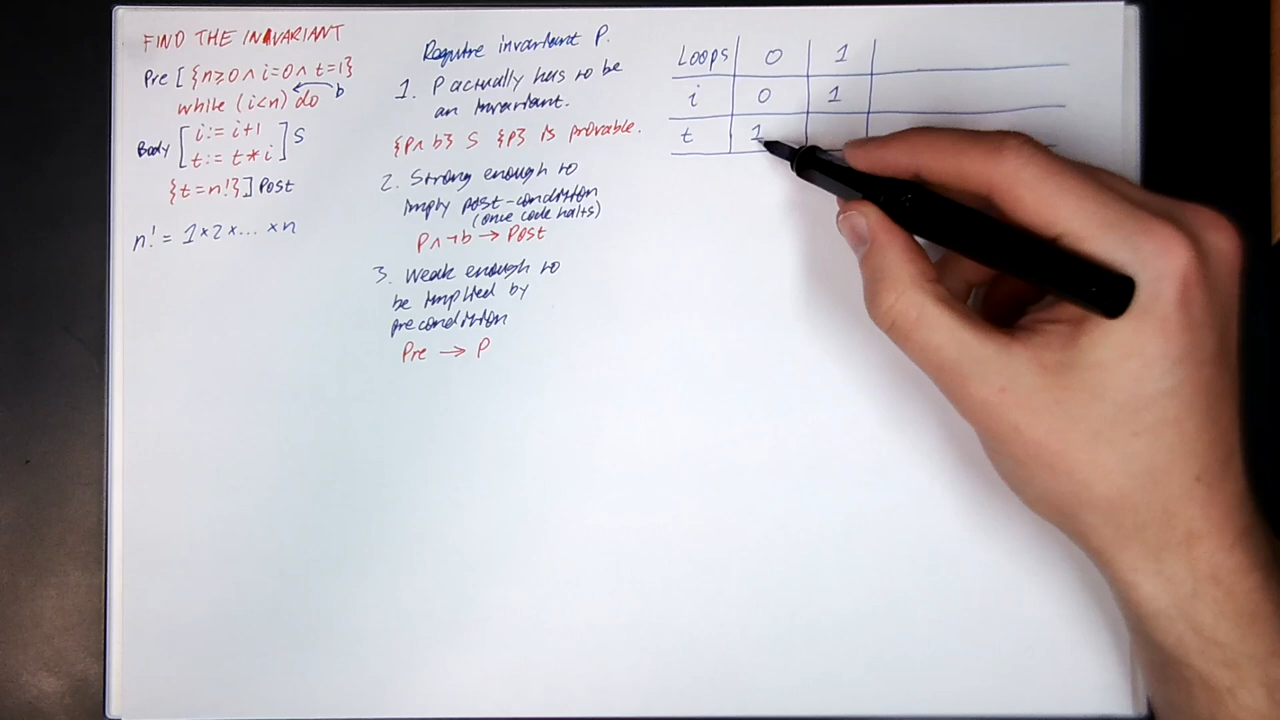 FIND THE INVARIANT
Pre [ {n≥0 ∧ i=0 ∧ t=1}
while (i<n) do b
Body [ i := i+1
t := t * i ] S
{t = n!} ] Post
n! = 1 × 2 × ... × n
Require invariant P.
1. P actually has to be
an invariant.
{P ∧ b} S {P} is provable.
2. Strong enough to
imply post-condition
(once code halts)
P ∧ ¬b → Post
3. Weak enough to
be implied by
precondition
Pre → P
Loops 0 1
i 0 1
t 1